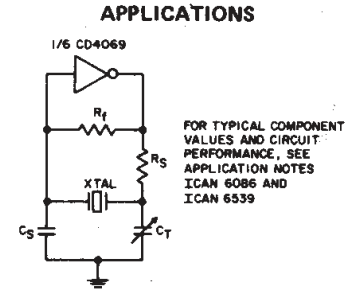 APPLICATIONS
1/6 CD4069
Rf
RS
XTAL
CS
CT
FOR TYPICAL COMPONENT
VALUES AND CIRCUIT
PERFORMANCE, SEE
APPLICATION NOTES
ICAN 6086 AND
ICAN 6539